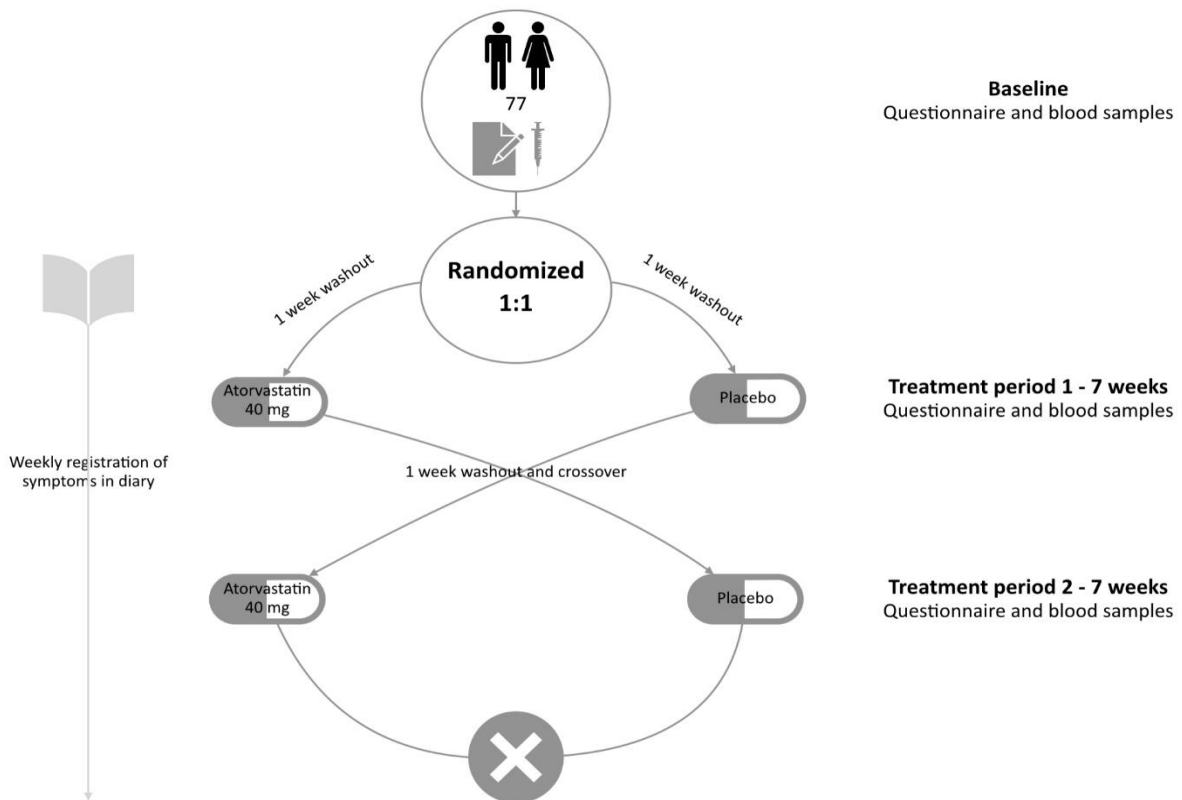 77
Baseline
Questionnaire and blood samples
Randomized
1:1
1 week washout
1 week washout
Atorvastatin
40 mg
Placebo
Treatment period 1 - 7 weeks
Questionnaire and blood samples
Weekly registration of
symptoms in diary
1 week washout and crossover
Atorvastatin
40 mg
Placebo
Treatment period 2 - 7 weeks
Questionnaire and blood samples